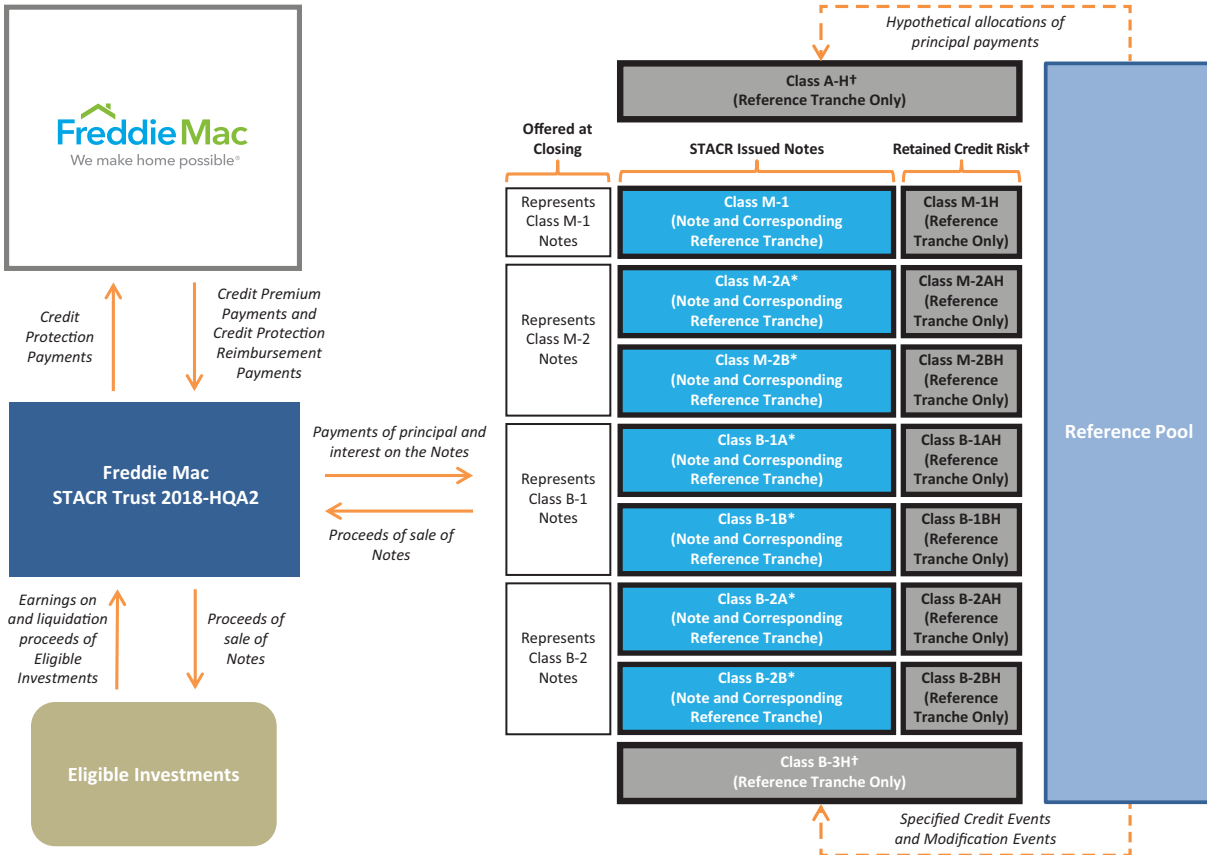 FreddieMac
We make home possible®
Credit
Protection
Payments
Credit Premium
Payments and
Credit Protection
Reimbursement
Payments
Freddie Mac
STACR Trust 2018-HQA2
Earnings on
and liquidation
proceeds of
Eligible
Investments
Proceeds of
sale of
Notes
Eligible Investments
Payments of principal and
interest on the Notes
Proceeds of sale of
Notes
Hypothetical allocations of
principal payments
Class A-H†
(Reference Tranche Only)
Offered at
Closing
STACR Issued Notes
Retained Credit Risk†
Represents
Class M-1
Notes
Class M-1
(Note and Corresponding
Reference Tranche)
Class M-1H
(Reference
Tranche Only)
Represents
Class M-2
Notes
Class M-2A*
(Note and Corresponding
Reference Tranche)
Class M-2AH
(Reference
Tranche Only)
Class M-2B*
(Note and Corresponding
Reference Tranche)
Class M-2BH
(Reference
Tranche Only)
Represents
Class B-1
Notes
Class B-1A*
(Note and Corresponding
Reference Tranche)
Class B-1AH
(Reference
Tranche Only)
Class B-1B*
(Note and Corresponding
Reference Tranche)
Class B-1BH
(Reference
Tranche Only)
Represents
Class B-2
Notes
Class B-2A*
(Note and Corresponding
Reference Tranche)
Class B-2AH
(Reference
Tranche Only)
Class B-2B*
(Note and Corresponding
Reference Tranche)
Class B-2BH
(Reference
Tranche Only)
Class B-3H†
(Reference Tranche Only)
Reference Pool
Specified Credit Events
and Modification Events